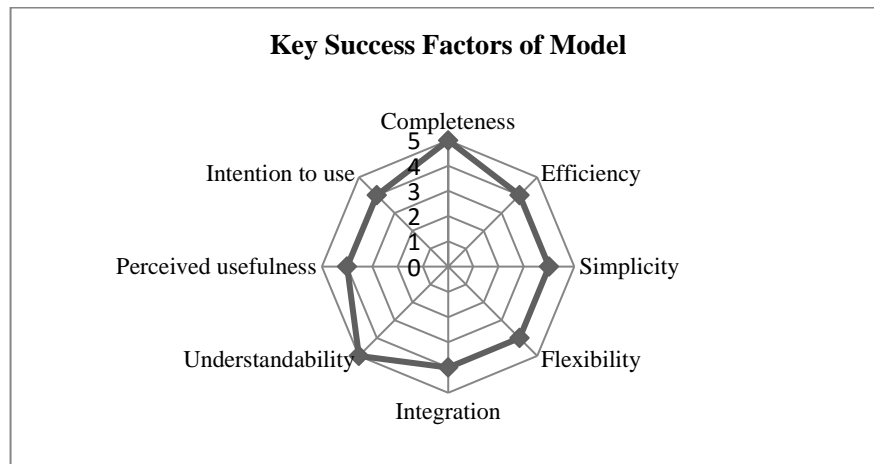 Key Success Factors of Model
Completeness
5
4
3
2
1
0
Intention to use
Efficiency
Perceived usefulness
Simplicity
Understandability
Flexibility
Integration